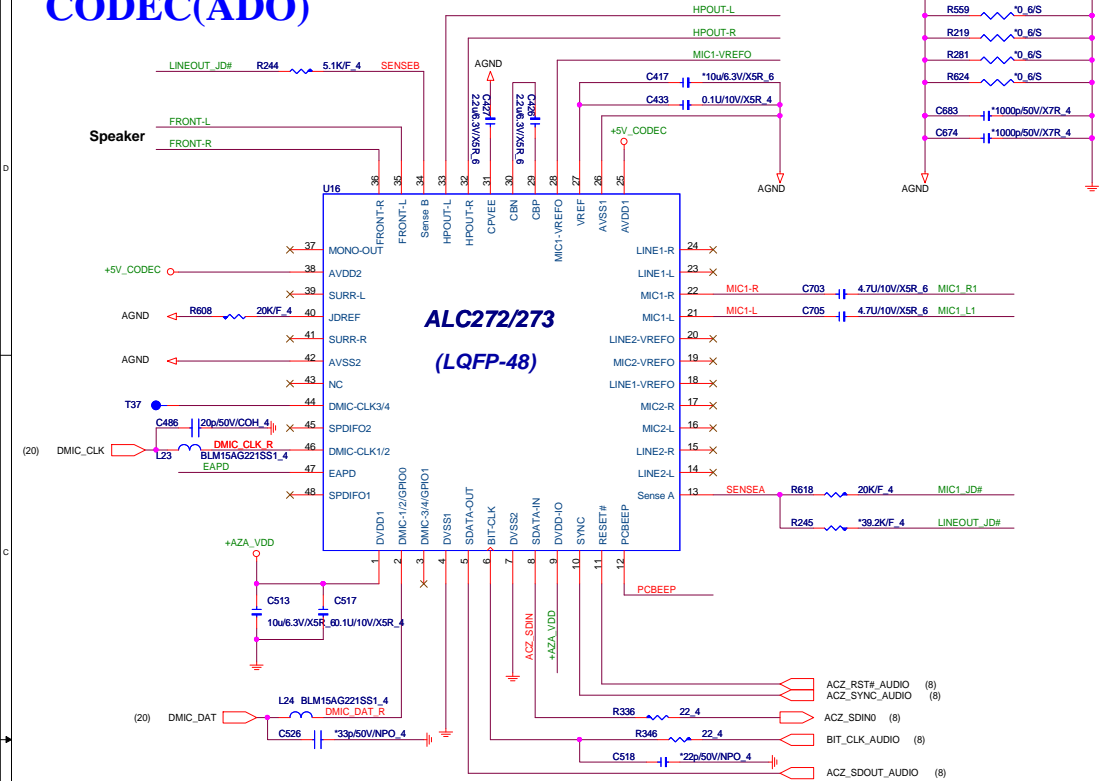 CODEC(ADO)
HPOUT-L
HPOUT-R
MIC1-VREFO
R559 *0_6/S
R219 *0_6/S
R281 *0_6/S
R624 *0_6/S
C683 *1000p/50V/X7R_4
C674 *1000p/50V/X7R_4
AGND
LINEOUT_JD# R244 5.1K/F_4 SENSEB
AGND
C417 *10u/6.3V/X5R_6
C433 0.1U/10V/X5R_4
C427 2.2u/6.3V/X5R_6
C426 2.2u/6.3V/X5R_6
+5V_CODEC
AGND
Speaker
FRONT-L
FRONT-R
D
U16
36 35 34 33 32 31 30 29 28 27 26 25
FRONT-R
FRONT-L
Sense B
HPOUT-L
HPOUT-R
CPVEE
CBN
CBP
MIC1-VREFO
VREF
AVSS1
AVDD1
37 MONO-OUT
+5V_CODEC 38 AVDD2
39 SURR-L
AGND R608 20K/F_4 40 JDREF
41 SURR-R
AGND 42 AVSS2
43 NC
T37 44 DMIC-CLK3/4
C486 20p/50V/COH_4 45 SPDIFO2
(20) DMIC_CLK L23 BLM15AG221SS1_4 DMIC_CLK_R 46 DMIC-CLK1/2
EAPD 47 EAPD
48 SPDIFO1
ALC272/273
(LQFP-48)
LINE1-R 24
LINE1-L 23
MIC1-R 22 MIC1-R C703 4.7U/10V/X5R_6 MIC1_R1
MIC1-L 21 MIC1-L C705 4.7U/10V/X5R_6 MIC1_L1
LINE2-VREFO 20
MIC2-VREFO 19
LINE1-VREFO 18
MIC2-R 17
MIC2-L 16
LINE2-R 15
LINE2-L 14
Sense A 13 SENSEA R618 20K/F_4 MIC1_JD#
R245 *39.2K/F_4 LINEOUT_JD#
DVDD1
DMIC-1/2/GPIO0
DMIC-3/4/GPIO1
DVSS1
SDATA-OUT
BIT-CLK
DVSS2
SDATA-IN
DVDD-IO
SYNC
RESET#
PCBEEP
1 2 3 4 5 6 7 8 9 10 11 12
C
+AZA_VDD
C513 10u/6.3V/X5R_6
C517 0.1U/10V/X5R_4
PCBEEP
ACZ_SDIN
+AZA_VDD
ACZ_RST#_AUDIO (8)
ACZ_SYNC_AUDIO (8)
(20) DMIC_DAT L24 BLM15AG221SS1_4 DMIC_DAT_R
C526 *33p/50V/NPO_4
R336 22_4 ACZ_SDIN0 (8)
R346 22_4 BIT_CLK_AUDIO (8)
C518 *22p/50V/NPO_4
ACZ_SDOUT_AUDIO (8)